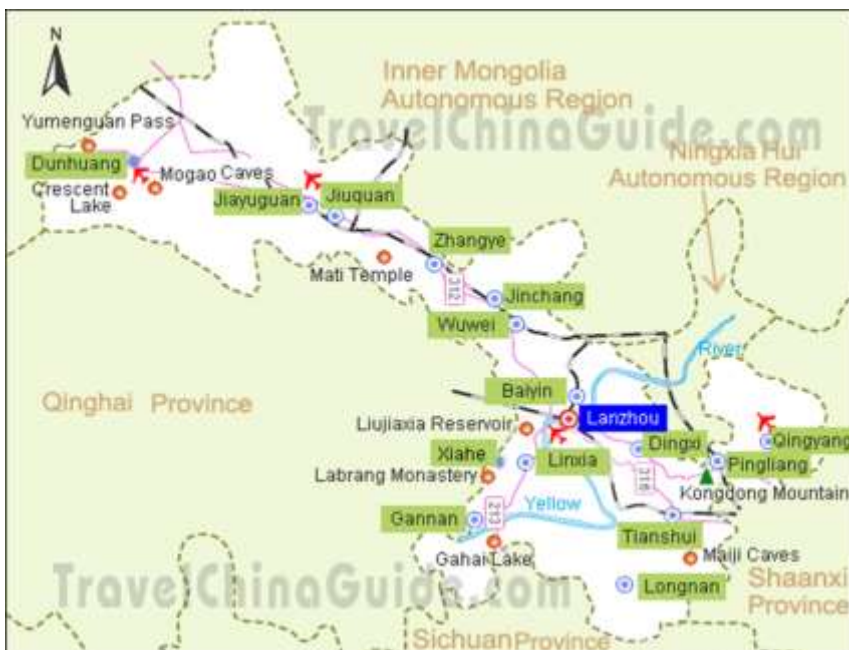 N
Inner Mongolia
Autonomous Region
TravelChinaGuide.com
Yumenguan Pass
Ningxia Hui
Autonomous Region
Dunhuang
Mogao Caves
Crescent
Lake
Jiayuguan
Jiuquan
Zhangye
Mati Temple
312
Jinchang
Wuwei
River
Qinghai Province
Baiyin
Liujiaxia Reservoir
Lanzhou
Dingxi
Qingyang
Xiahe
Linxia
Pingliang
Labrang Monastery
316
Kongdong Mountain
Gannan
213
Yellow
Tianshui
Gahai Lake
Maiji Caves
TravelChinaGuide.com
Longnan
Shaanxi
Province
Sichuan Province